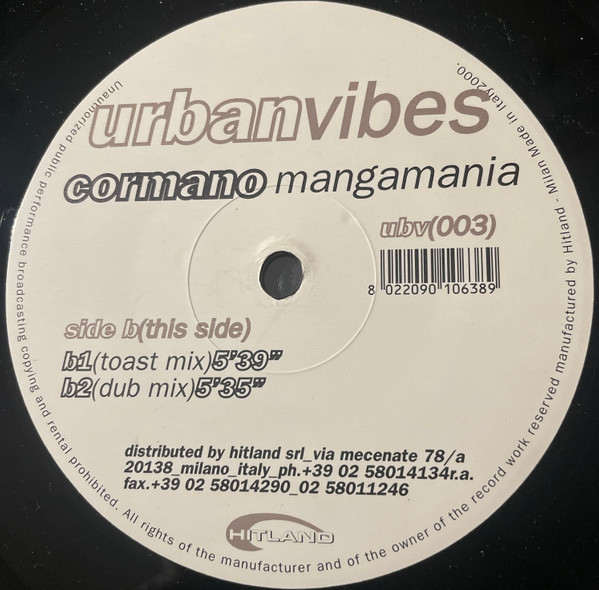 urbanvibes
cormano mangamania
ubv(003)
8 022090 106389
side b(this side)
b1(toast mix)5'39"
b2(dub mix)5'35"
distributed by hitland srl_via mecenate 78/a
20138_milano_italy_ph.+39 02 58014134r.a.
fax.+39 02 58014290_02 58011246
HITLAND
Unauthorized public performance broadcasting copying and rental prohibited. All rights of the manufacturer and of the owner of the record work reserved manufactured by Hitland - Milan Made in Italy2000.